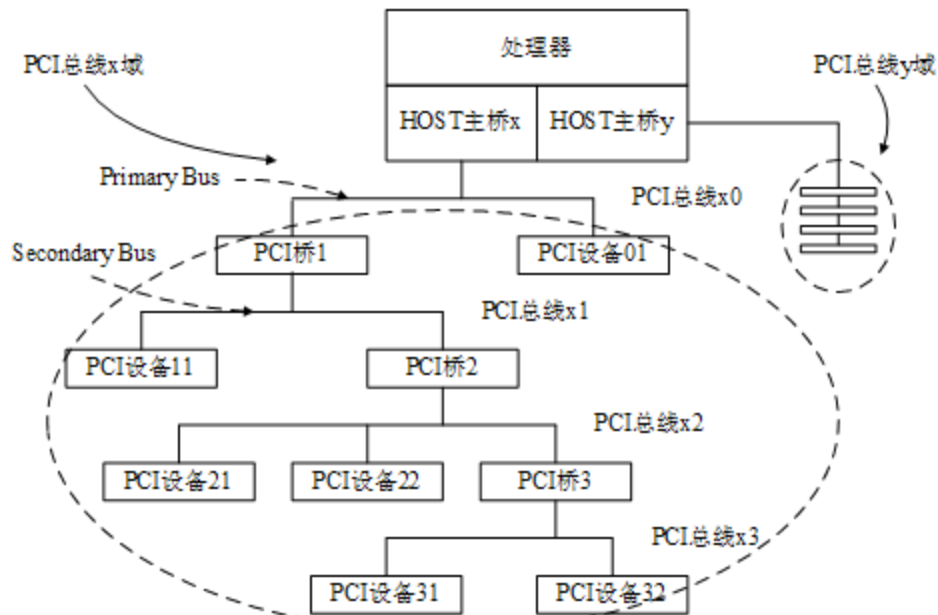 处理器
PCI总线x域
PCI总线y域
HOST主桥x
HOST主桥y
Primary Bus
PCI总线x0
PCI桥1
PCI设备01
Secondary Bus
PCI总线x1
PCI设备11
PCI桥2
PCI总线x2
PCI设备21
PCI设备22
PCI桥3
PCI总线x3
PCI设备31
PCI设备32